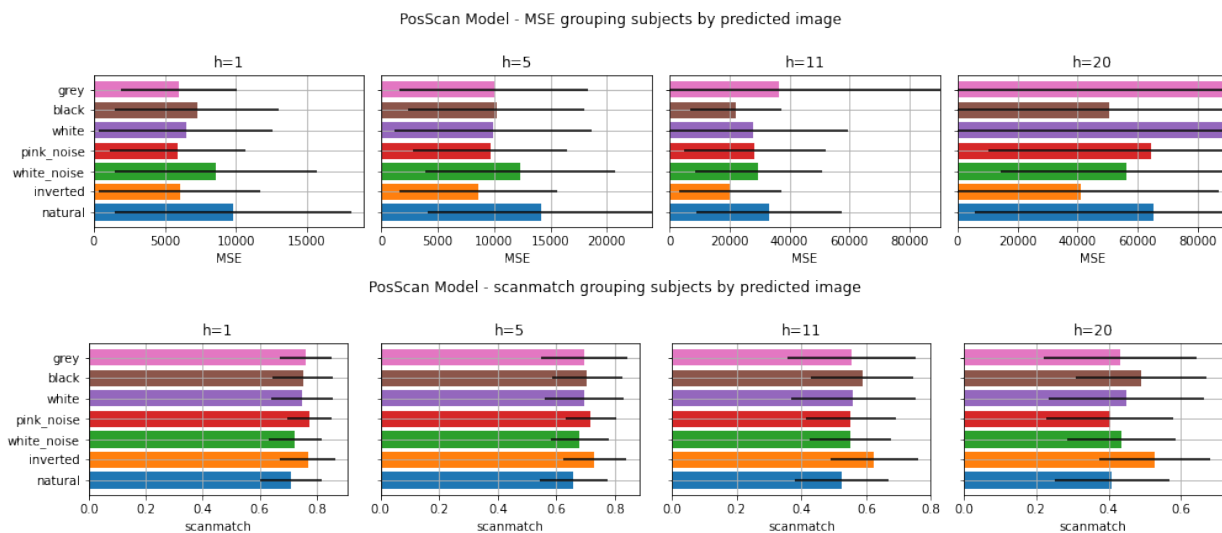 PosScan Model - MSE grouping subjects by predicted image
h=1 h=5 h=11 h=20
grey
black
white
pink_noise
white_noise
inverted
natural
0 5000 10000 15000 0 5000 10000 15000 20000 0 20000 40000 60000 80000 0 20000 40000 60000 80000
MSE MSE MSE MSE
PosScan Model - scanmatch grouping subjects by predicted image
h=1 h=5 h=11 h=20
grey
black
white
pink_noise
white_noise
inverted
natural
0.0 0.2 0.4 0.6 0.8 0.0 0.2 0.4 0.6 0.8 0.0 0.2 0.4 0.6 0.8 0.0 0.2 0.4 0.6
scanmatch scanmatch scanmatch scanmatch